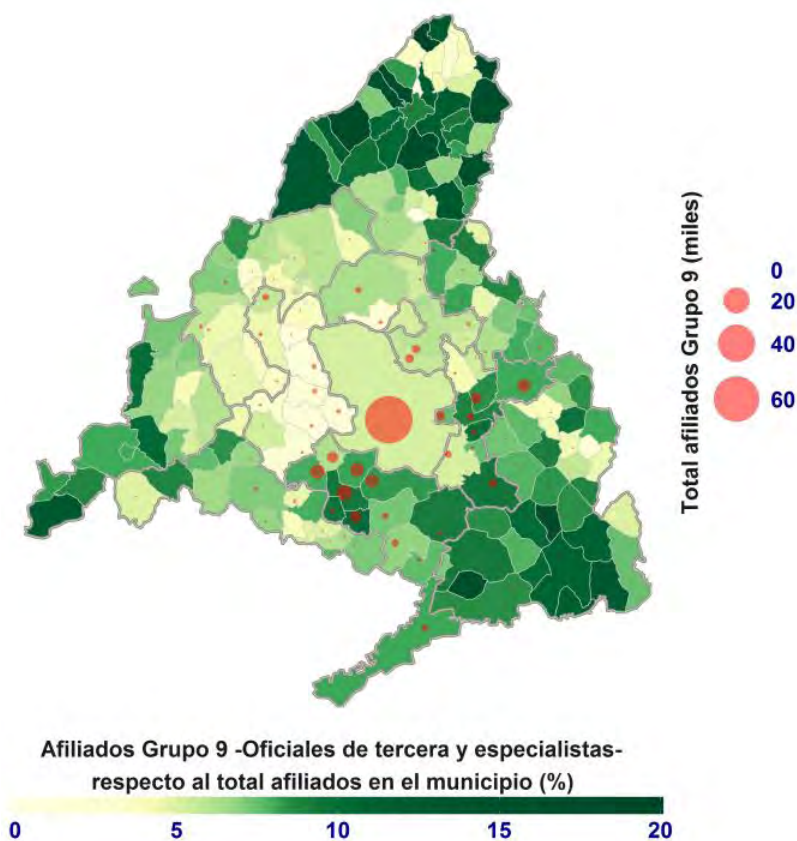 Total afiliados Grupo 9 (miles)
0
20
40
60
Afiliados Grupo 9 -Oficiales de tercera y especialistas-
respecto al total afiliados en el municipio (%)
0 5 10 15 20